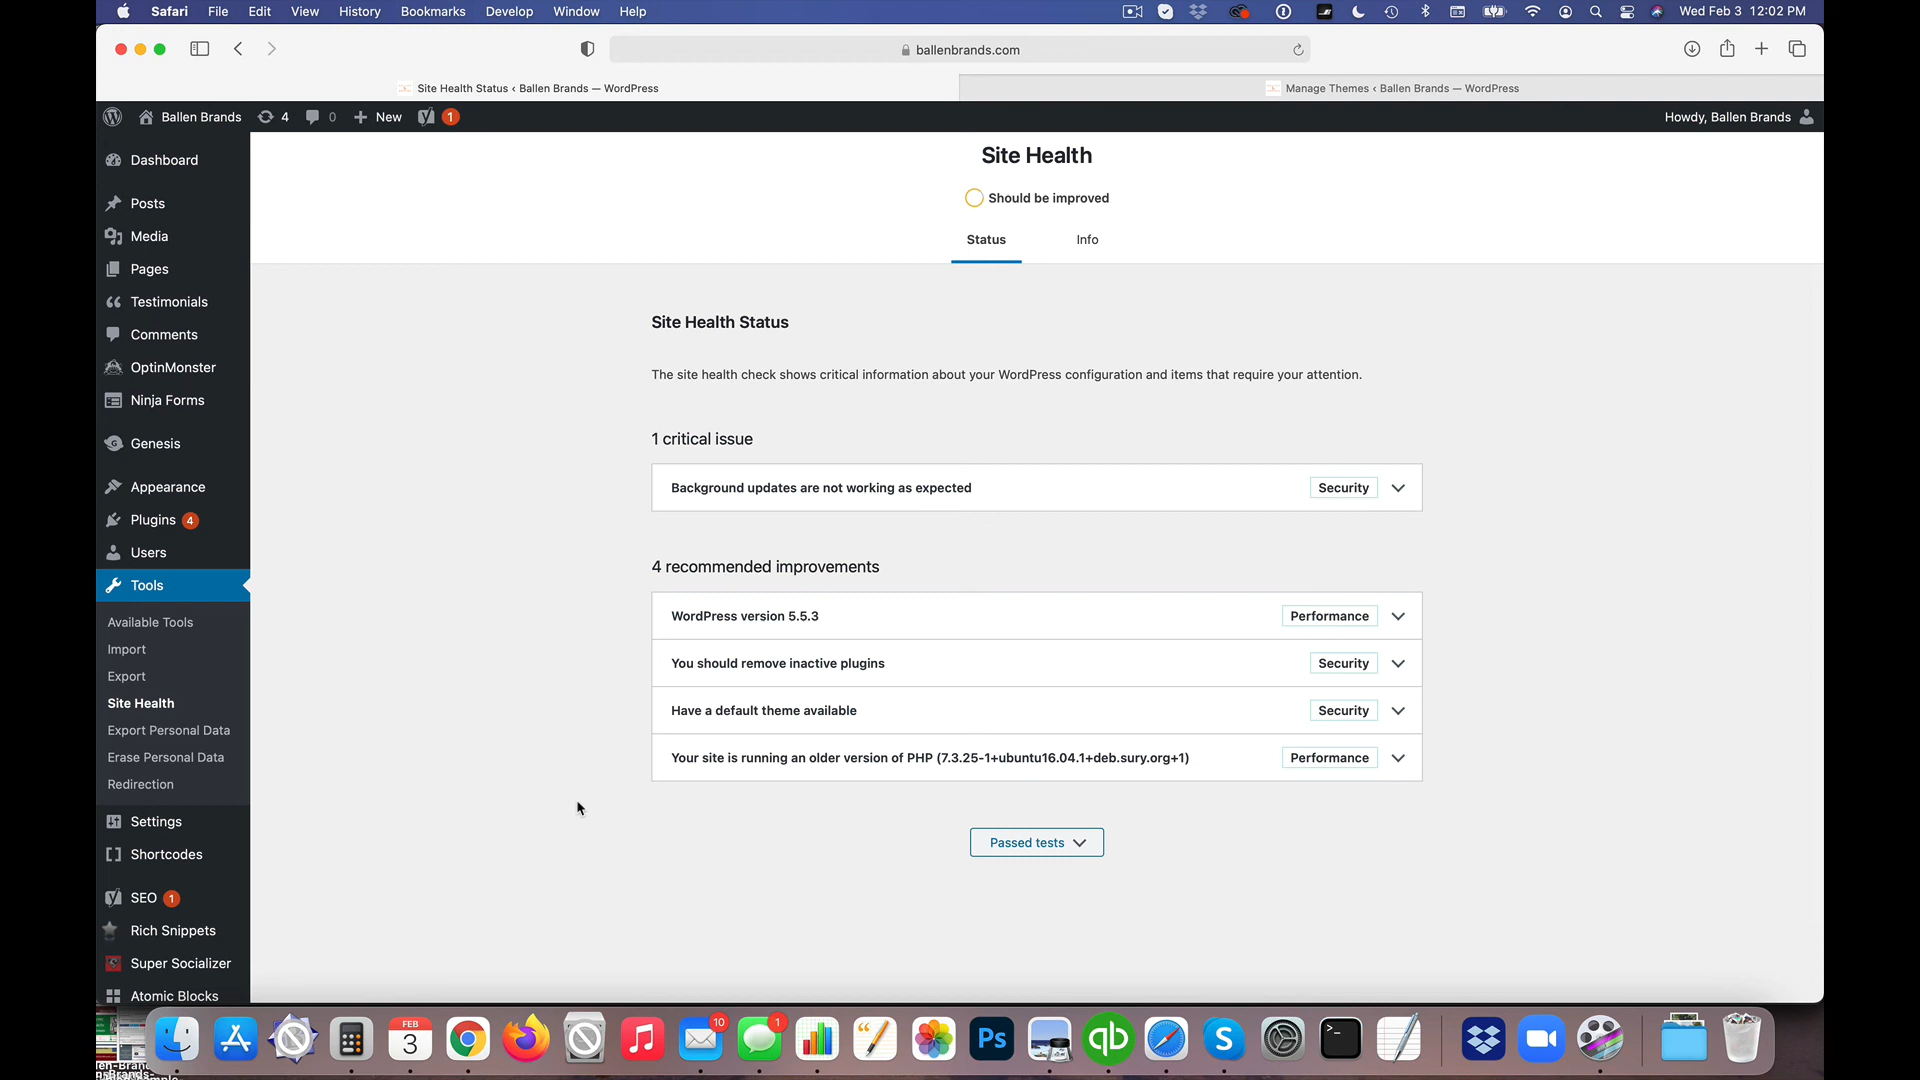 Safari File Edit View History Bookmarks Develop Window Help Wed Feb 3 12:02 PM
ballenbrands.com
Site Health Status ‹ Ballen Brands — WordPress
Manage Themes ‹ Ballen Brands — WordPress
Ballen Brands 4 0 New 1 Howdy, Ballen Brands
Dashboard
Posts
Media
Pages
Testimonials
Comments
OptinMonster
Ninja Forms
Genesis
Appearance
Plugins 4
Users
Tools
Available Tools
Import
Export
Site Health
Export Personal Data
Erase Personal Data
Redirection
Settings
Shortcodes
SEO 1
Rich Snippets
Super Socializer
Atomic Blocks
Site Health
Should be improved
Status Info
Site Health Status
The site health check shows critical information about your WordPress configuration and items that require your attention.
1 critical issue
Background updates are not working as expected Security
4 recommended improvements
WordPress version 5.5.3 Performance
You should remove inactive plugins Security
Have a default theme available Security
Your site is running an older version of PHP (7.3.25-1+ubuntu16.04.1+deb.sury.org+1) Performance
Passed tests
FEB
3
10
1
Ps
qb